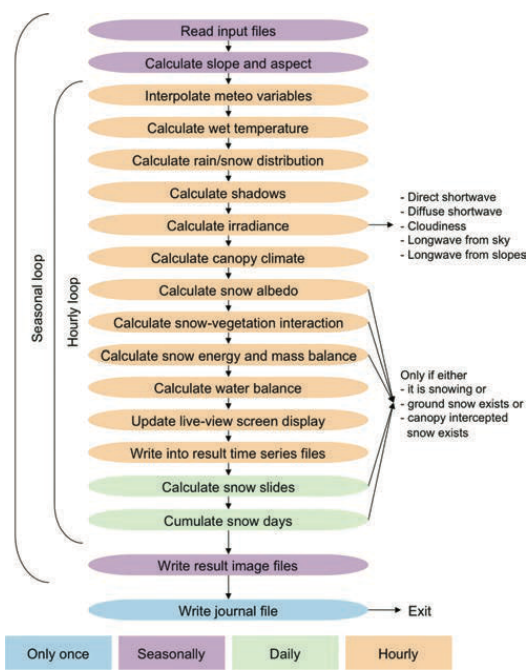 Read input files
Calculate slope and aspect
Interpolate meteo variables
Calculate wet temperature
Calculate rain/snow distribution
Calculate shadows
Calculate irradiance
- Direct shortwave
- Diffuse shortwave
- Cloudiness
- Longwave from sky
- Longwave from slopes
Calculate canopy climate
Calculate snow albedo
Calculate snow-vegetation interaction
Calculate snow energy and mass balance
Calculate water balance
Update live-view screen display
Write into result time series files
Calculate snow slides
Cumulate snow days
Only if either
- it is snowing or
- ground snow exists or
- canopy intercepted
snow exists
Write result image files
Write journal file
Exit
Seasonal loop
Hourly loop
Only once
Seasonally
Daily
Hourly